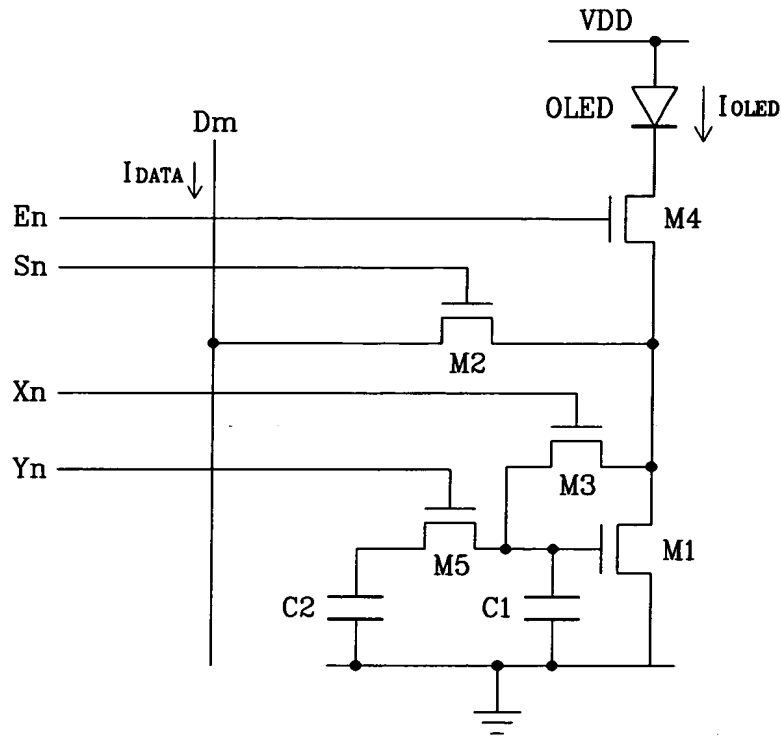 VDD
OLED
IOLED
Dm
IDATA
En
M4
Sn
M2
Xn
M3
Yn
M5
M1
C2
C1